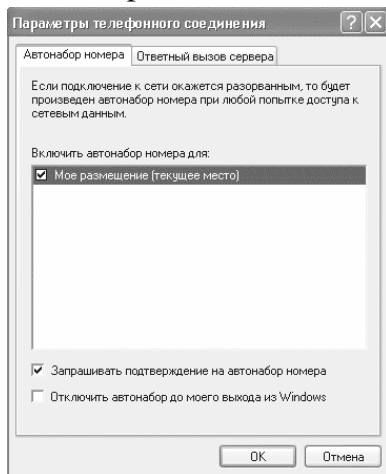 Параметры телефонного соединения
Автонабор номера Ответный вызов сервера
Если подключение к сети окажется разорванным, то будет
произведен автонабор номера при любой попытке доступа к
сетевым данным.
Включить автонабор номера для:
Мое размещение (текущее место)
Запрашивать подтверждение на автонабор номера
Отключить автонабор до моего выхода из Windows
OK Отмена